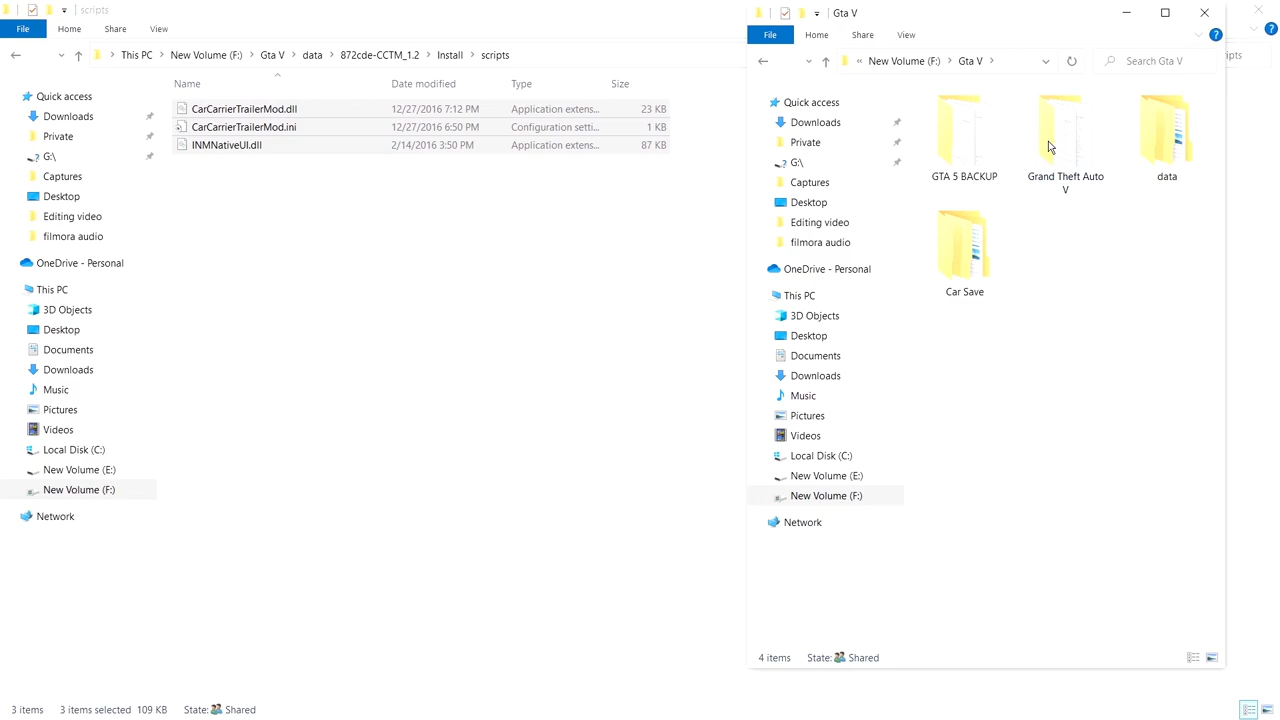 scripts
File Home Share View
This PC New Volume (F:) Gta V data 872cde-CCTM_1.2 Install scripts
Name Date modified Type Size
CarCarrierTrailerMod.dll 12/27/2016 7:12 PM Application extens... 23 KB
CarCarrierTrailerMod.ini 12/27/2016 6:50 PM Configuration setti... 1 KB
INMNativeUI.dll 2/14/2016 3:50 PM Application extens... 87 KB
Quick access
Downloads
Private
G:\
Captures
Desktop
Editing video
filmora audio
OneDrive - Personal
This PC
3D Objects
Desktop
Documents
Downloads
Music
Pictures
Videos
Local Disk (C:)
New Volume (E:)
New Volume (F:)
Network
3 items 3 items selected 109 KB State: Shared
Gta V
File Home Share View
« New Volume (F:) Gta V Search Gta V
ipts
Quick access
Downloads
Private
G:\
Captures
Desktop
Editing video
filmora audio
OneDrive - Personal
This PC
3D Objects
Desktop
Documents
Downloads
Music
Pictures
Videos
Local Disk (C:)
New Volume (E:)
New Volume (F:)
Network
GTA 5 BACKUP
Grand Theft Auto
V
data
Car Save
4 items State: Shared